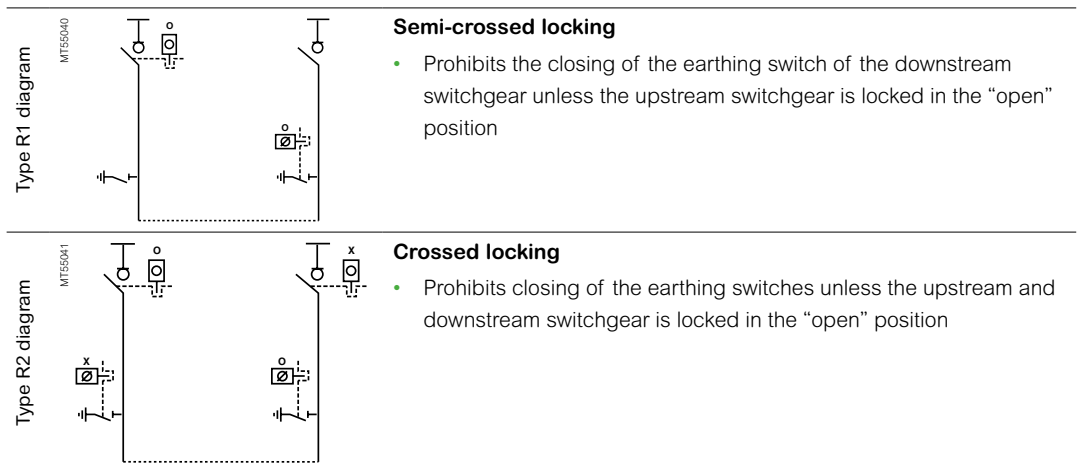 Type R1 diagram
MT55040
O
O
Semi-crossed locking
• Prohibits the closing of the earthing switch of the downstream
switchgear unless the upstream switchgear is locked in the “open”
position
Type R2 diagram
MT55041
O
X
X
O
Crossed locking
• Prohibits closing of the earthing switches unless the upstream and
downstream switchgear is locked in the “open” position